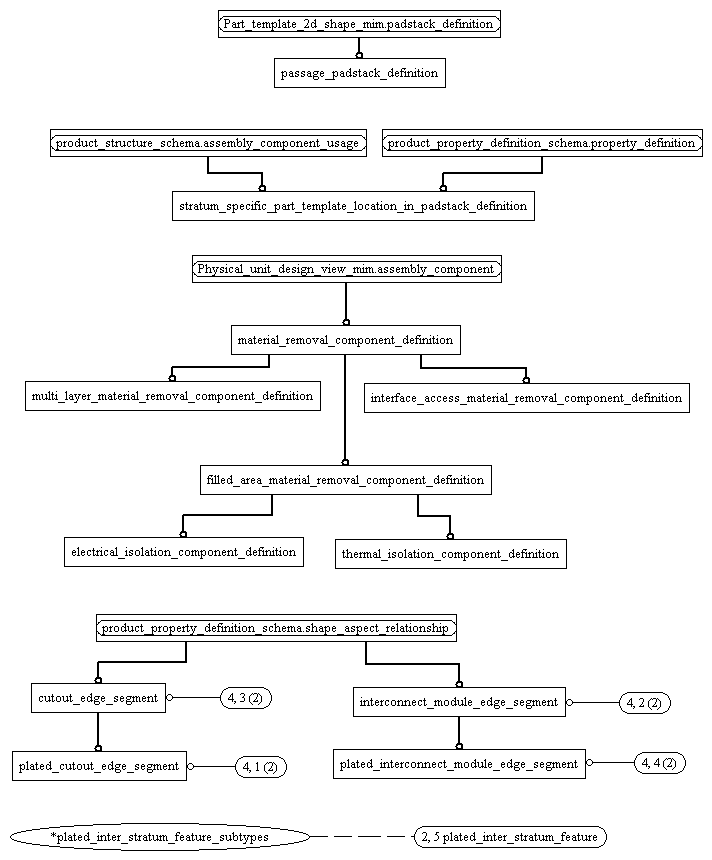 Part_template_2d_shape_mim.padstack_definition
passage_padstack_definition
product_structure_schema.assembly_component_usage
product_property_definition_schema.property_definition
stratum_specific_part_template_location_in_padstack_definition
Physical_unit_design_view_mim.assembly_component
material_removal_component_definition
multi_layer_material_removal_component_definition
interface_access_material_removal_component_definition
filled_area_material_removal_component_definition
electrical_isolation_component_definition
thermal_isolation_component_definition
product_property_definition_schema.shape_aspect_relationship
cutout_edge_segment
4, 3 (2)
interconnect_module_edge_segment
4, 2 (2)
plated_cutout_edge_segment
4, 1 (2)
plated_interconnect_module_edge_segment
4, 4 (2)
*plated_inter_stratum_feature_subtypes
2, 5 plated_inter_stratum_feature